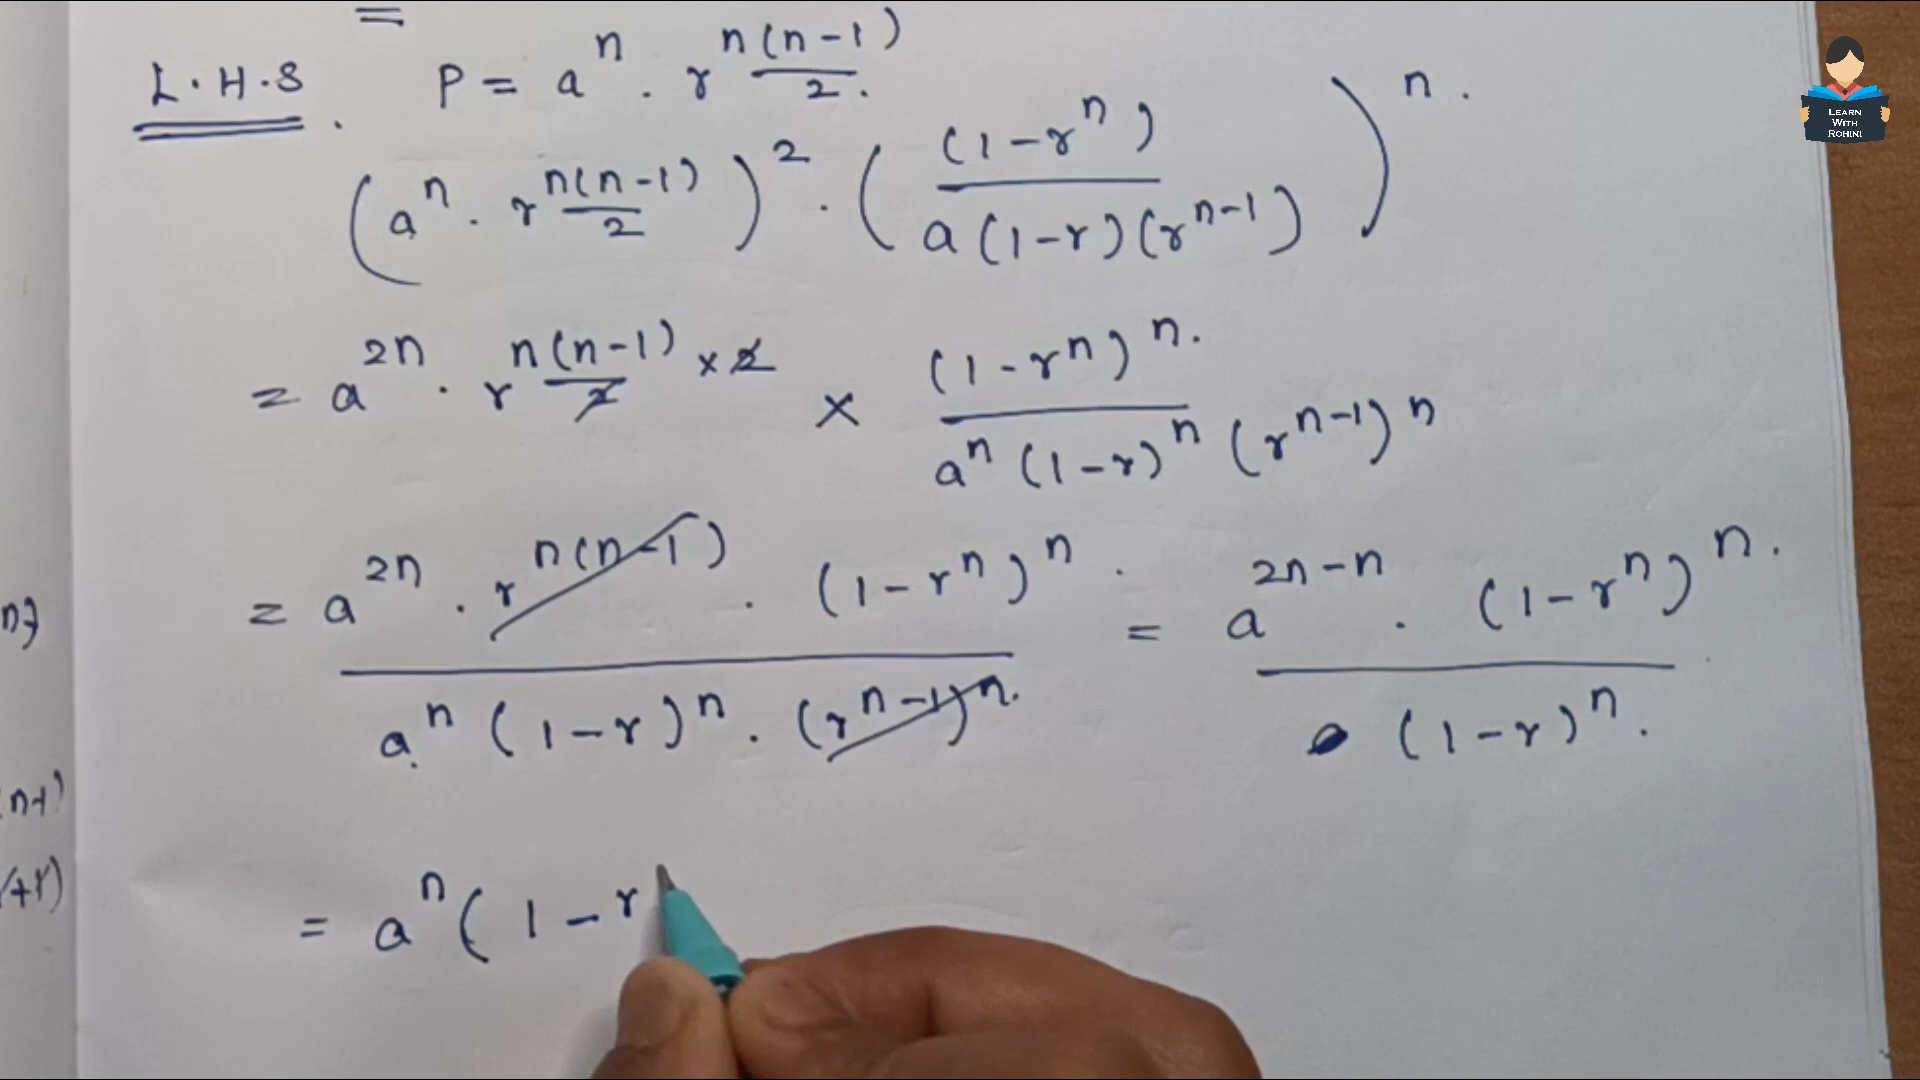 =
L.H.S. P = a^n . r^(n(n-1)/2).
(a^n . r^(n(n-1)/2))^2 . ((1-r^n) / a(1-r)(r^(n-1)))^n.
= a^(2n) . r^(n(n-1)/2 × 2) × (1-r^n)^n. / a^n (1-r)^n (r^(n-1))^n
= a^(2n) . r^(n(n-1)) . (1-r^n)^n . / a^n (1-r)^n . (r^(n-1))^n. = a^(2n-n) . (1-r^n)^n. / (1-r)^n.
= a^n (1-r
LEARN
WITH
ROHINI